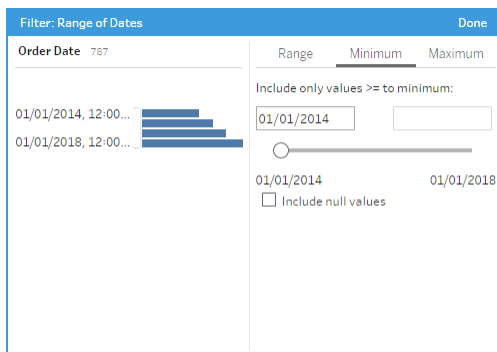 Filter: Range of Dates Done
Order Date 787
Range Minimum Maximum
Include only values >= to minimum:
01/01/2014
01/01/2014, 12:00...
01/01/2018, 12:00...
01/01/2014 01/01/2018
Include null values